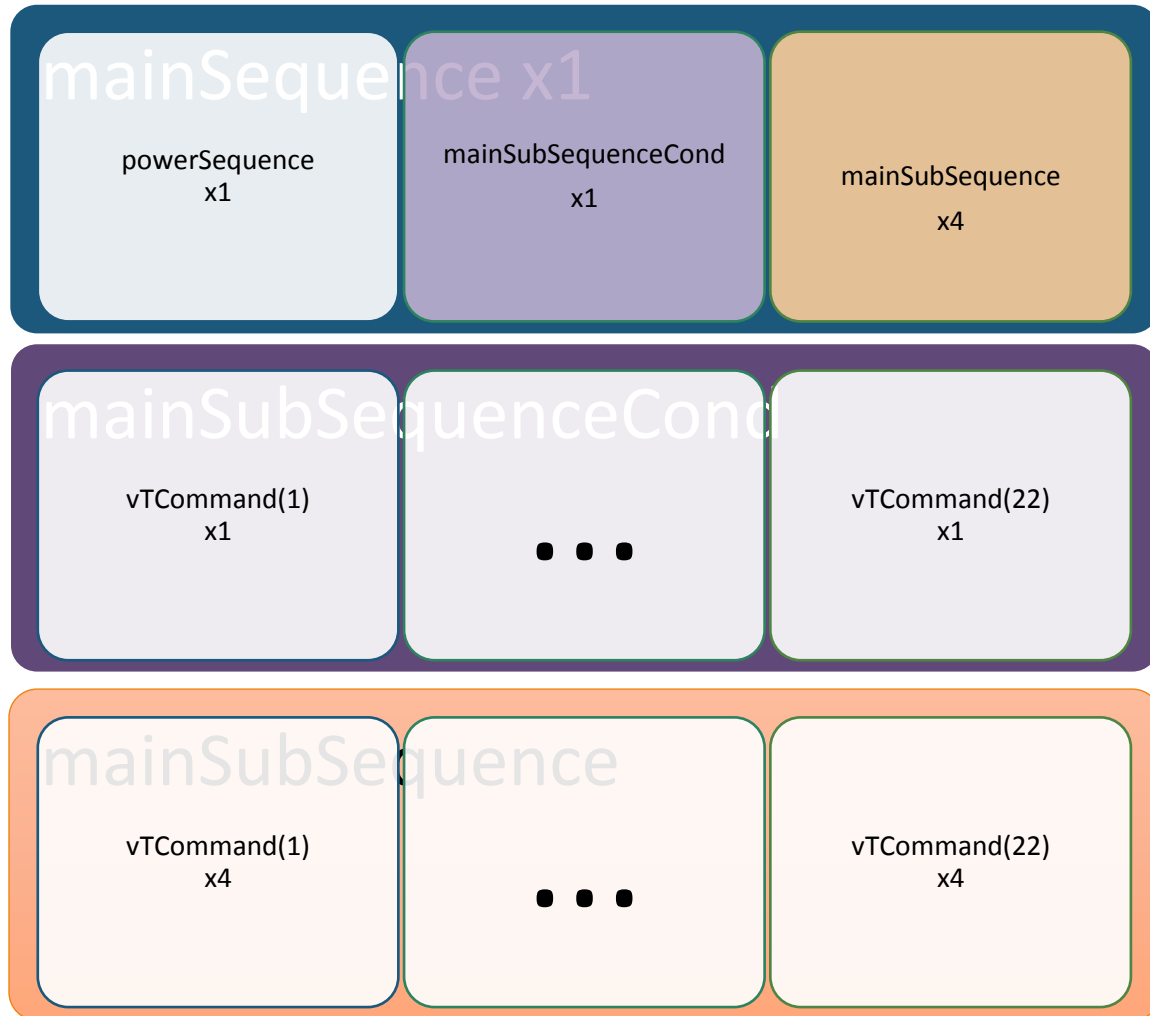 mainSequence x1
powerSequence
x1
mainSubSequenceCond
x1
mainSubSequence
x4
mainSubSequenceCond
vTCommand(1)
x1
...
vTCommand(22)
x1
mainSubSequence
vTCommand(1)
x4
...
vTCommand(22)
x4